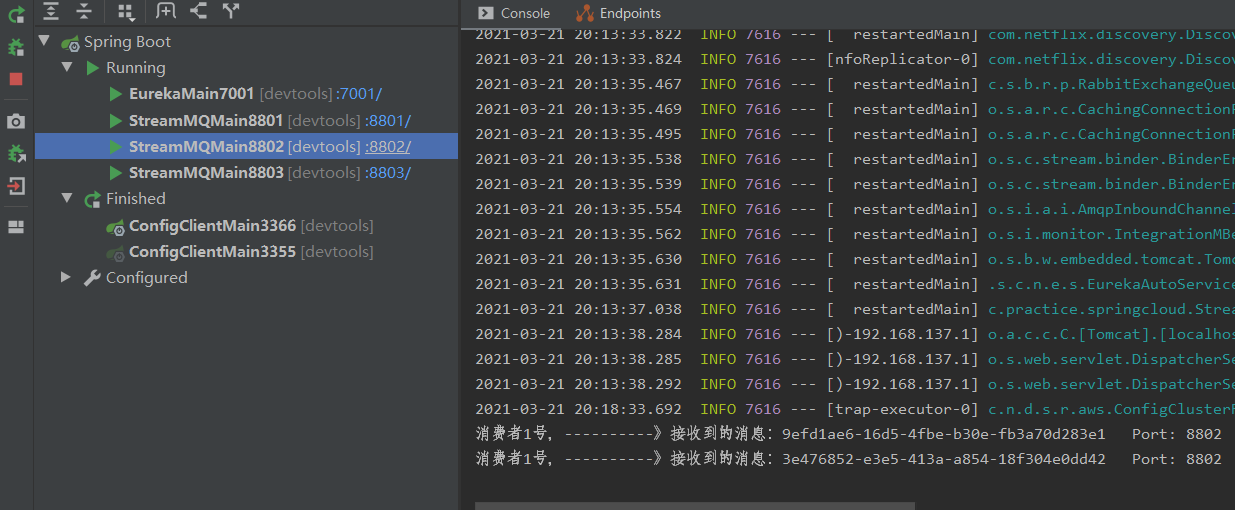 Spring Boot
Running
EurekaMain7001 [devtools] :7001/
StreamMQMain8801 [devtools] :8801/
StreamMQMain8802 [devtools] :8802/
StreamMQMain8803 [devtools] :8803/
Finished
ConfigClientMain3366 [devtools]
ConfigClientMain3355 [devtools]
Configured
Console Endpoints
2021-03-21 20:13:33.822 INFO 7616 --- [ restartedMain] com.netflix.discovery.Disco
2021-03-21 20:13:33.824 INFO 7616 --- [nfoReplicator-0] com.netflix.discovery.Disco
2021-03-21 20:13:35.467 INFO 7616 --- [ restartedMain] c.s.b.r.p.RabbitExchangeQueu
2021-03-21 20:13:35.469 INFO 7616 --- [ restartedMain] o.s.a.r.c.CachingConnectionF
2021-03-21 20:13:35.495 INFO 7616 --- [ restartedMain] o.s.a.r.c.CachingConnectionF
2021-03-21 20:13:35.538 INFO 7616 --- [ restartedMain] o.s.c.stream.binder.BinderEr
2021-03-21 20:13:35.539 INFO 7616 --- [ restartedMain] o.s.c.stream.binder.BinderEr
2021-03-21 20:13:35.554 INFO 7616 --- [ restartedMain] o.s.i.a.i.AmqpInboundChannel
2021-03-21 20:13:35.562 INFO 7616 --- [ restartedMain] o.s.i.monitor.IntegrationMBe
2021-03-21 20:13:35.630 INFO 7616 --- [ restartedMain] o.s.b.w.embedded.tomcat.Tomc
2021-03-21 20:13:35.631 INFO 7616 --- [ restartedMain] .s.c.n.e.s.EurekaAutoService
2021-03-21 20:13:37.038 INFO 7616 --- [ restartedMain] c.practice.springcloud.Strea
2021-03-21 20:13:38.284 INFO 7616 --- [)-192.168.137.1] o.a.c.c.C.[Tomcat].[localhos
2021-03-21 20:13:38.285 INFO 7616 --- [)-192.168.137.1] o.s.web.servlet.DispatcherSe
2021-03-21 20:13:38.292 INFO 7616 --- [)-192.168.137.1] o.s.web.servlet.DispatcherSe
2021-03-21 20:18:33.692 INFO 7616 --- [trap-executor-0] c.n.d.s.r.aws.ConfigClusterR
消费者1号，----------》接收到的消息：9efd1ae6-16d5-4fbe-b30e-fb3a70d283e1 Port: 8802
消费者1号，----------》接收到的消息：3e476852-e3e5-413a-a854-18f304e0dd42 Port: 8802